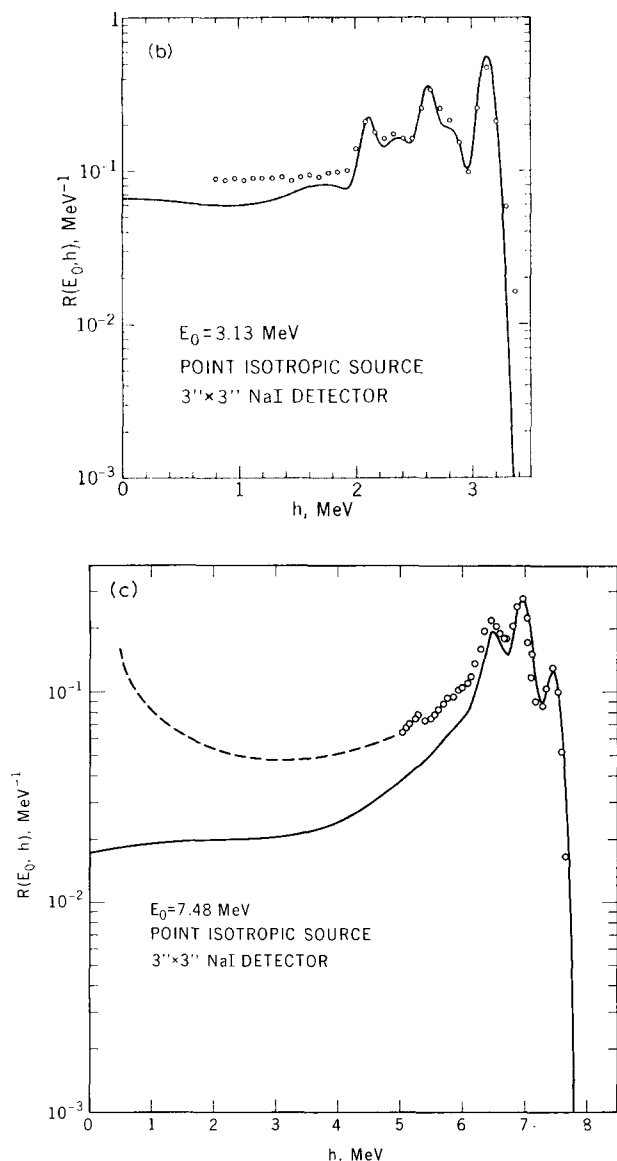 (b)
1
10⁻¹
10⁻²
10⁻³
R(E₀,h), MeV⁻¹
E₀=3.13 MeV
POINT ISOTROPIC SOURCE
3"×3" NaI DETECTOR
0 1 2 3
h, MeV
(c)
10⁻¹
10⁻²
10⁻³
R(E₀, h), MeV⁻¹
E₀=7.48 MeV
POINT ISOTROPIC SOURCE
3"×3" NaI DETECTOR
0 1 2 3 4 5 6 7 8
h, MeV